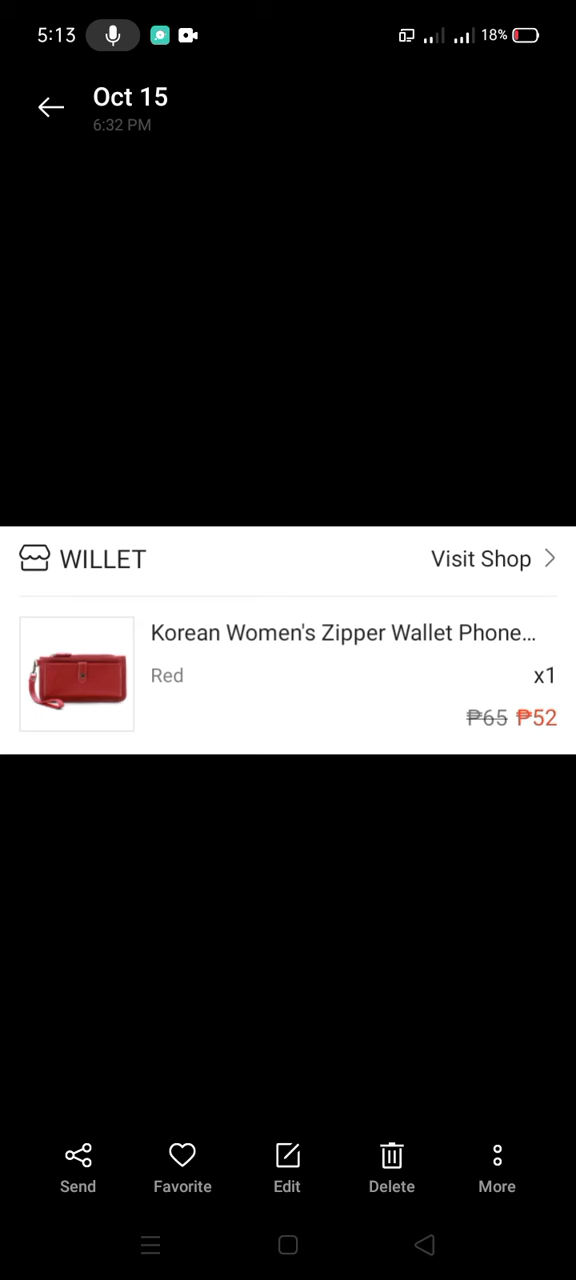 5:13
18%
Oct 15
6:32 PM
WILLET
Visit Shop
Korean Women's Zipper Wallet Phone...
Red
x1
₱65 ₱52
Send
Favorite
Edit
Delete
More